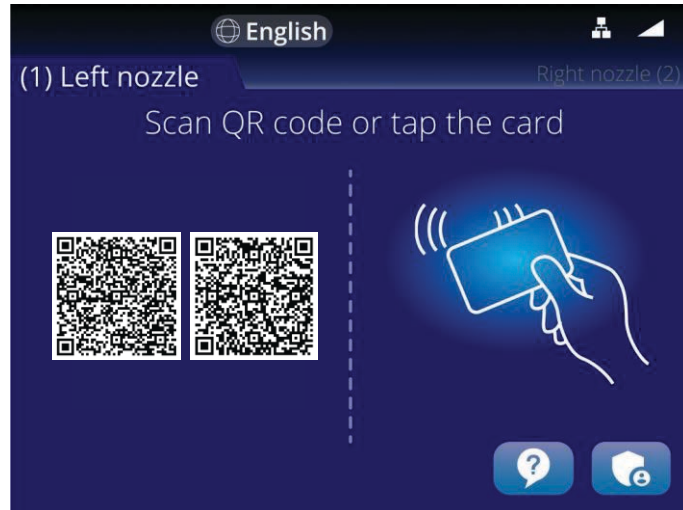 English
(1) Left nozzle
Right nozzle (2)
Scan QR code or tap the card
?